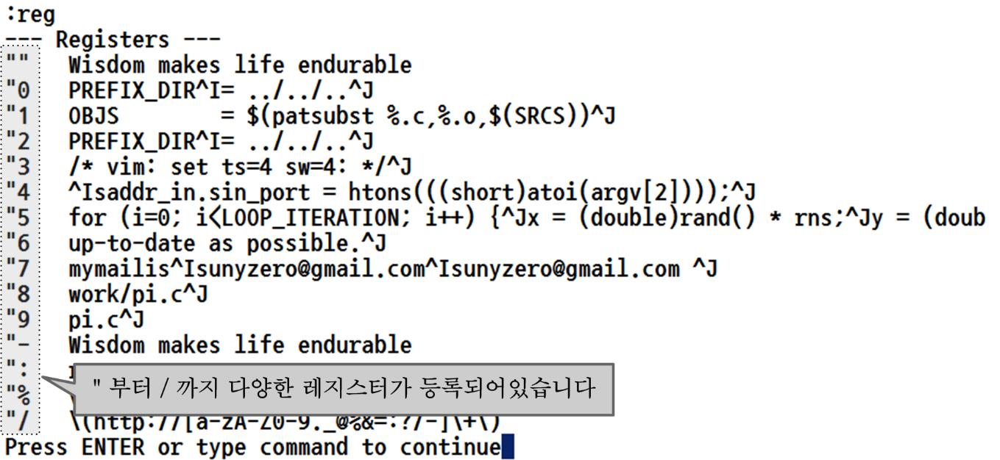 :reg
--- Registers ---
""   Wisdom makes life endurable
"0   PREFIX_DIR^I= ../../..^J
"1   OBJS        = $(patsubst %.c,%.o,$(SRCS))^J
"2   PREFIX_DIR^I= ../../..^J
"3   /* vim: set ts=4 sw=4: */^J
"4   ^Isaddr_in.sin_port = htons(((short)atoi(argv[2])));^J
"5   for (i=0; i<LOOP_ITERATION; i++) {^Jx = (double)rand() * rns;^Jy = (doub
"6   up-to-date as possible.^J
"7   mymailis^Isunyzero@gmail.com^Isunyzero@gmail.com ^J
"8   work/pi.c^J
"9   pi.c^J
"-   Wisdom makes life endurable
":
" 부터 / 까지 다양한 레지스터가 등록되어있습니다
"%
"/   \(http://[a-zA-Z0-9._@%&=:?/-]\+\)
Press ENTER or type command to continue